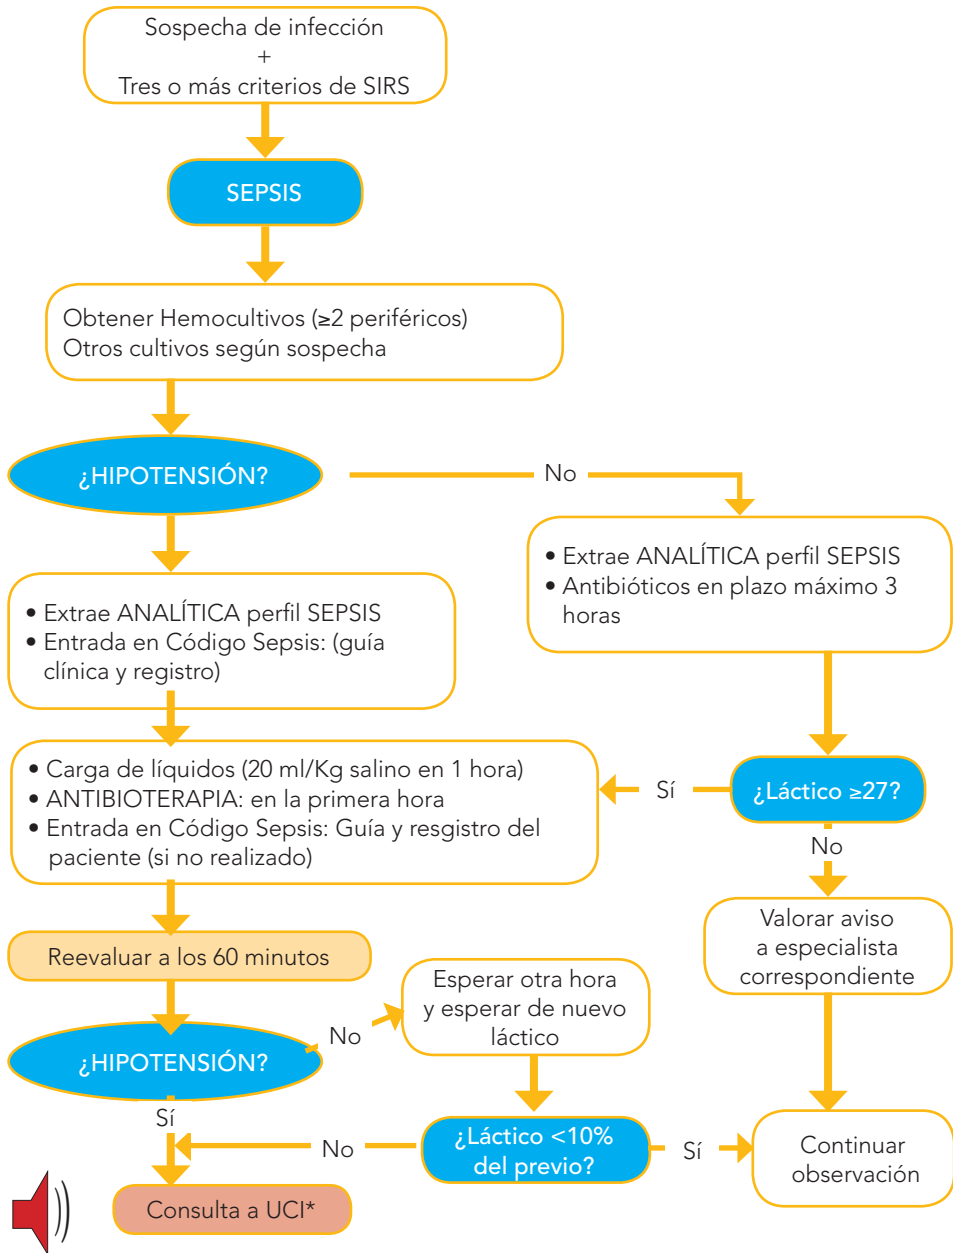 Sospecha de infección
+
Tres o más criterios de SIRS
SEPSIS
Obtener Hemocultivos (≥2 periféricos)
Otros cultivos según sospecha
¿HIPOTENSIÓN?
No
• Extrae ANALÍTICA perfil SEPSIS
• Antibióticos en plazo máximo 3
horas
• Extrae ANALÍTICA perfil SEPSIS
• Entrada en Código Sepsis: (guía
clínica y registro)
• Carga de líquidos (20 ml/Kg salino en 1 hora)
• ANTIBIOTERAPIA: en la primera hora
• Entrada en Código Sepsis: Guía y resgistro del
paciente (si no realizado)
Sí
¿Láctico ≥27?
No
Valorar aviso
a especialista
correspondiente
Reevaluar a los 60 minutos
Esperar otra hora
y esperar de nuevo
láctico
No
¿HIPOTENSIÓN?
Sí
No
¿Láctico <10%
del previo?
Sí
Continuar
observación
Consulta a UCI*